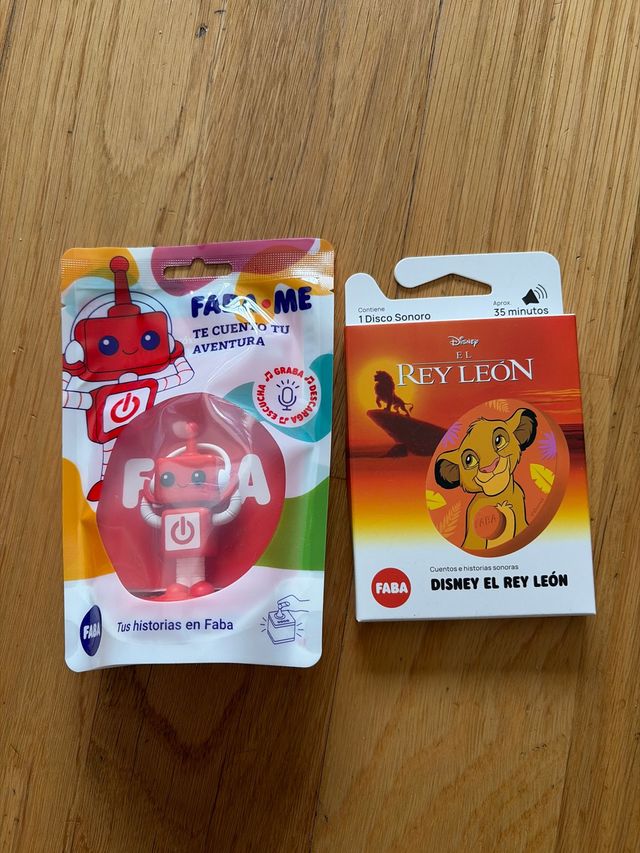 FABA•ME
TE CUENTO TU
AVENTURA
GRABA
DESCARGA
ESCUCHA
FABA
FABA
Tus historias en Faba
Contiene
1 Disco Sonoro
Aprox.
35 minutos
Disney
EL
REY LEÓN
FABA
Cuentos e historias sonoras
DISNEY EL REY LEÓN
FABA